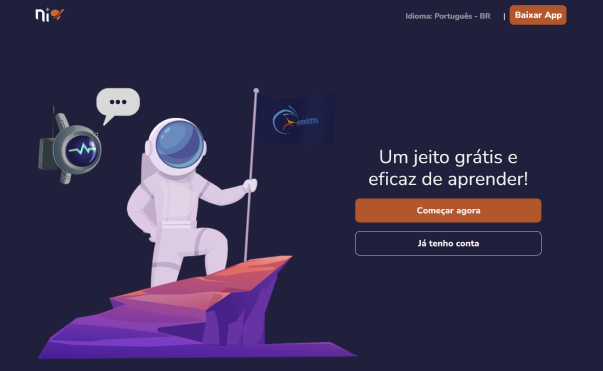 ni
Idioma: Português - BR
|
Baixar App
Um jeito grátis e
eficaz de aprender!
Começar agora
Já tenho conta